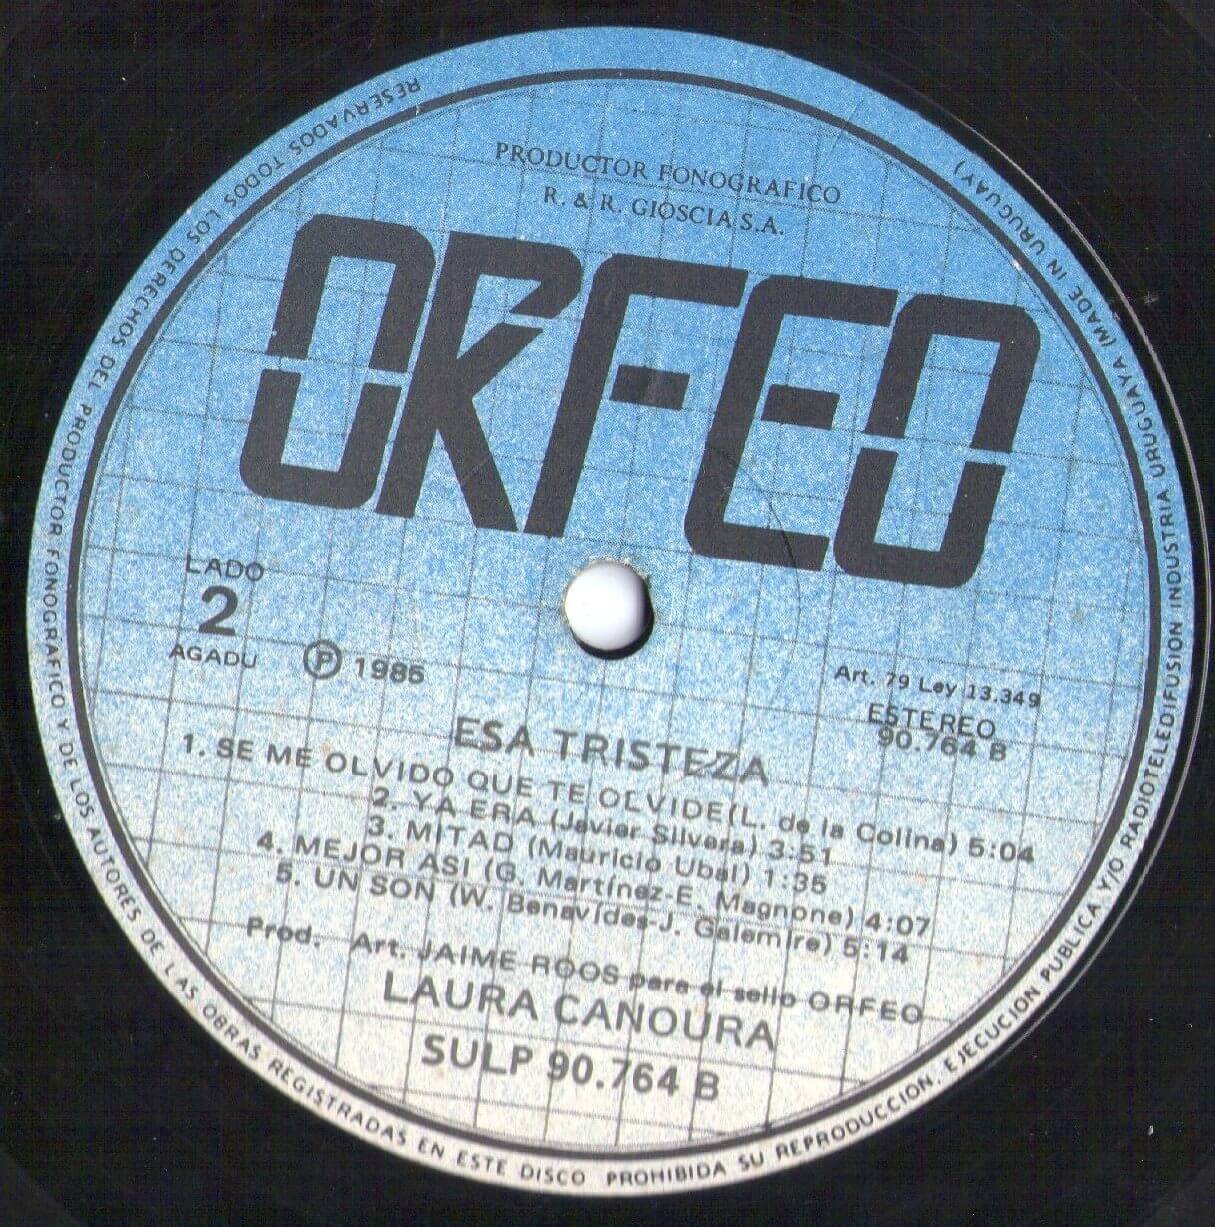 PRODUCTOR FONOGRAFICO
R. & R. GIOSCIA S.A.
ORFEO
LADO
2
AGADU
Ⓟ 1985
Art. 79 Ley 13.349
ESTEREO
90.764 B
ESA TRISTEZA
1. SE ME OLVIDO QUE TE OLVIDE (L. de la Colina) 5:04
2. YA ERA (Javier Silvera) 3:51
3. MITAD (Mauricio Ubal) 1:35
4. MEJOR ASI (G. Martínez-E. Magnone) 4:07
5. UN SON (W. Benavídes-J. Galemire) 5:14
Prod. Art. JAIME ROOS para el sello ORFEO
LAURA CANOURA
SULP 90.764 B
RESERVADOS TODOS LOS DERECHOS DEL PRODUCTOR FONOGRAFICO Y DE LOS AUTORES DE LAS OBRAS REGISTRADAS EN ESTE DISCO PROHIBIDA SU REPRODUCCION, EJECUCION PUBLICA Y/O RADIOTELEDIFUSION INDUSTRIA URUGUAYA (MADE IN URUGUAY)